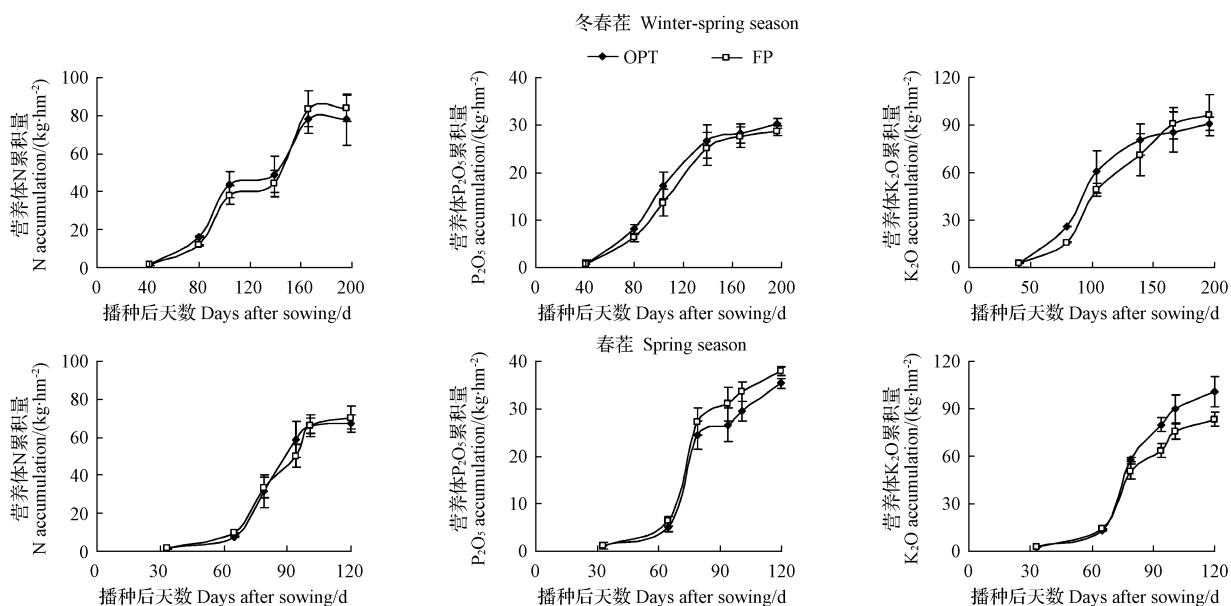 冬春茬 Winter-spring season
OPT FP
营养体N累积量
N accumulation/(kg·hm⁻²)
100
80
60
40
20
0
0 40 80 120 160 200
播种后天数 Days after sowing/d
营养体P₂O₅累积量
P₂O₅ accumulation/(kg·hm⁻²)
40
30
20
10
0
0 40 80 120 160 200
播种后天数 Days after sowing/d
营养体K₂O累积量
K₂O accumulation/(kg·hm⁻²)
120
90
60
30
0
0 50 100 150 200
播种后天数 Days after sowing/d
春茬 Spring season
营养体N累积量
N accumulation/(kg·hm⁻²)
100
80
60
40
20
0
0 30 60 90 120
播种后天数 Days after sowing/d
营养体P₂O₅累积量
P₂O₅ accumulation/(kg·hm⁻²)
40
30
20
10
0
0 30 60 90 120
播种后天数 Days after sowing/d
营养体K₂O累积量
K₂O accumulation/(kg·hm⁻²)
120
90
60
30
0
0 30 60 90 120
播种后天数 Days after sowing/d